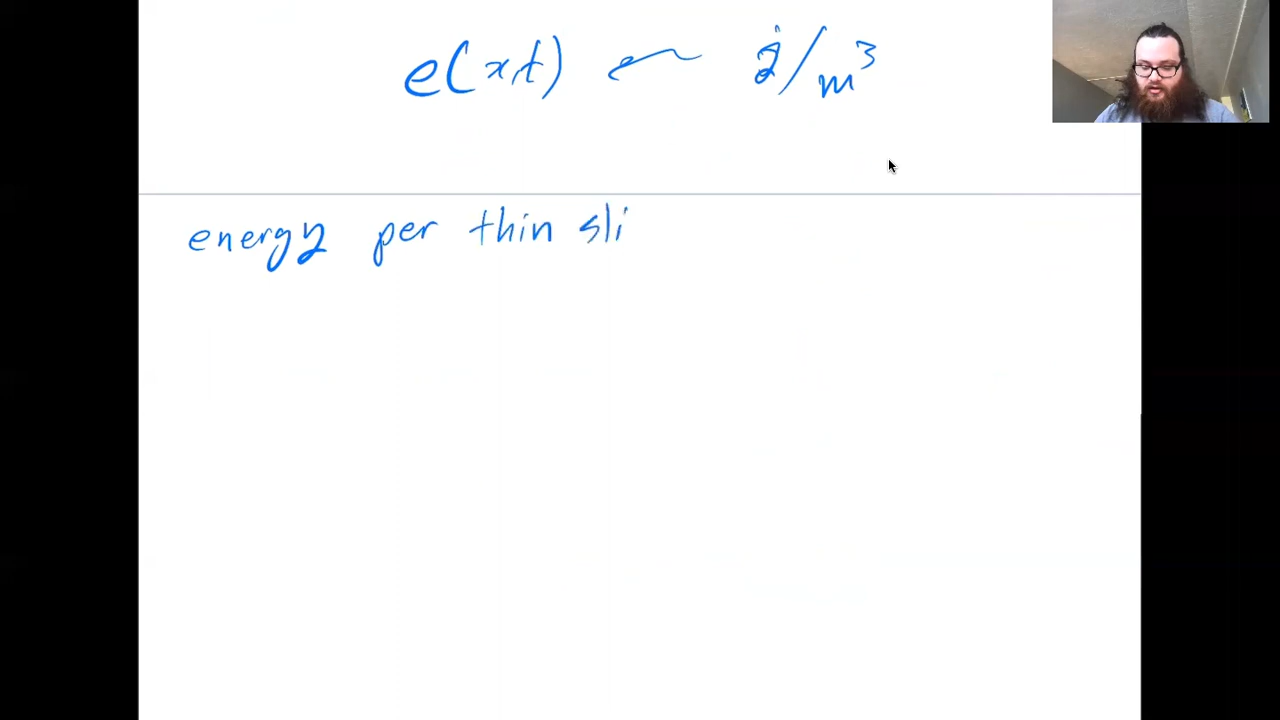 e(x,t) ~ j/m³
energy per thin sli